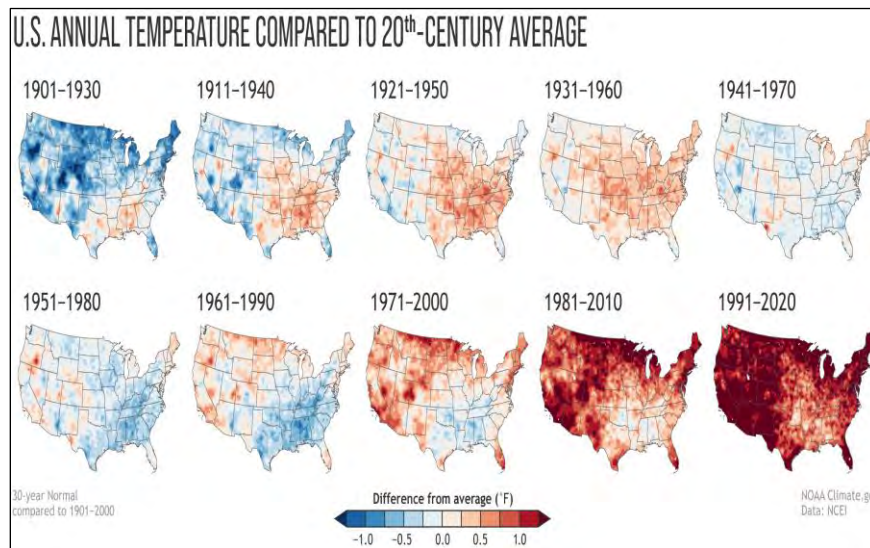 U.S. ANNUAL TEMPERATURE COMPARED TO 20th-CENTURY AVERAGE
1901–1930
1911–1940
1921–1950
1931–1960
1941–1970
1951–1980
1961–1990
1971–2000
1981–2010
1991–2020
30-year Normal
compared to 1901–2000
Difference from average (°F)
-1.0 -0.5 0.0 0.5 1.0
NOAA Climate.g
Data: NCEI